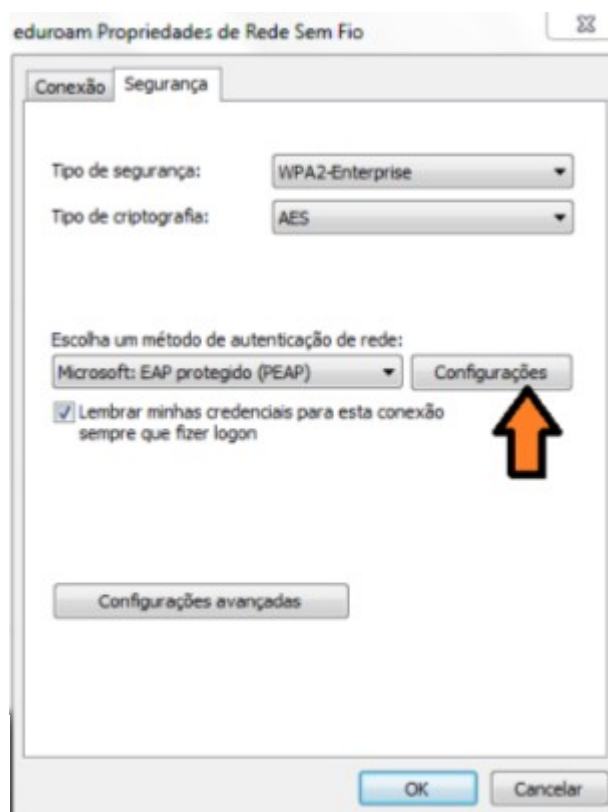 eduroam Propriedades de Rede Sem Fio
Conexão
Segurança
Tipo de segurança:
WPA2-Enterprise
Tipo de criptografia:
AES
Escolha um método de autenticação de rede:
Microsoft: EAP protegido (PEAP)
Configurações
Lembrar minhas credenciais para esta conexão
sempre que fizer logon
Configurações avançadas
OK
Cancelar